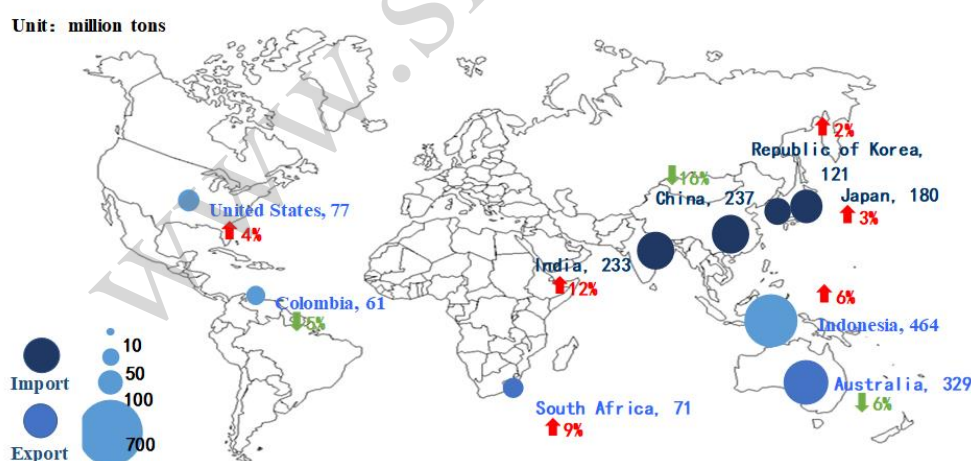 Unit: million tons
www.s
2%
Republic of Korea,
121
16%
China, 237
Japan, 180
3%
United States, 77
4%
India, 233
12%
6%
Colombia, 61
5%
Indonesia, 464
10
50
100
700
Import
Export
Australia, 329
6%
South Africa, 71
9%